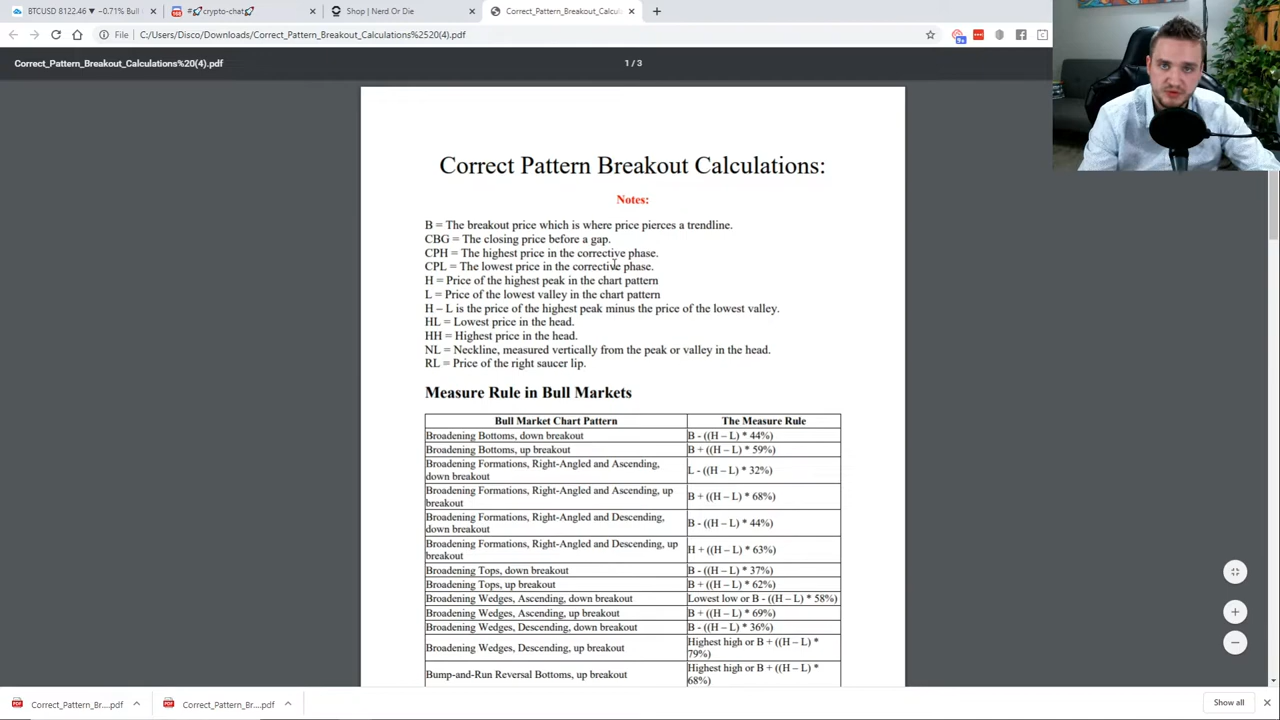 BTCUSD 8122.46 ▼ −0.71% Bull
#🚀crypto-chat🚀
Shop | Nerd Or Die
Correct_Pattern_Breakout_Calcula
File
C:/Users/Disco/Downloads/Correct_Pattern_Breakout_Calculations%2520(4).pdf
9+
Correct_Pattern_Breakout_Calculations%20(4).pdf
1 / 3
Correct Pattern Breakout Calculations:
Notes:
B = The breakout price which is where price pierces a trendline.
CBG = The closing price before a gap.
CPH = The highest price in the corrective phase.
CPL = The lowest price in the corrective phase.
H = Price of the highest peak in the chart pattern
L = Price of the lowest valley in the chart pattern
H – L is the price of the highest peak minus the price of the lowest valley.
HL = Lowest price in the head.
HH = Highest price in the head.
NL = Neckline, measured vertically from the peak or valley in the head.
RL = Price of the right saucer lip.
Measure Rule in Bull Markets
Bull Market Chart Pattern The Measure Rule
Broadening Bottoms, down breakout B - ((H – L) * 44%)
Broadening Bottoms, up breakout B + ((H – L) * 59%)
Broadening Formations, Right-Angled and Ascending,
down breakout L - ((H – L) * 32%)
Broadening Formations, Right-Angled and Ascending, up
breakout B + ((H – L) * 68%)
Broadening Formations, Right-Angled and Descending,
down breakout B - ((H – L) * 44%)
Broadening Formations, Right-Angled and Descending, up
breakout H + ((H – L) * 63%)
Broadening Tops, down breakout B - ((H – L) * 37%)
Broadening Tops, up breakout B + ((H – L) * 62%)
Broadening Wedges, Ascending, down breakout Lowest low or B - ((H – L) * 58%)
Broadening Wedges, Ascending, up breakout B + ((H – L) * 69%)
Broadening Wedges, Descending, down breakout B - ((H – L) * 36%)
Broadening Wedges, Descending, up breakout Highest high or B + ((H – L) *
79%)
Bump-and-Run Reversal Bottoms, up breakout Highest high or B + ((H – L) *
68%)
Correct_Pattern_Br....pdf
Correct_Pattern_Br....pdf
Show all